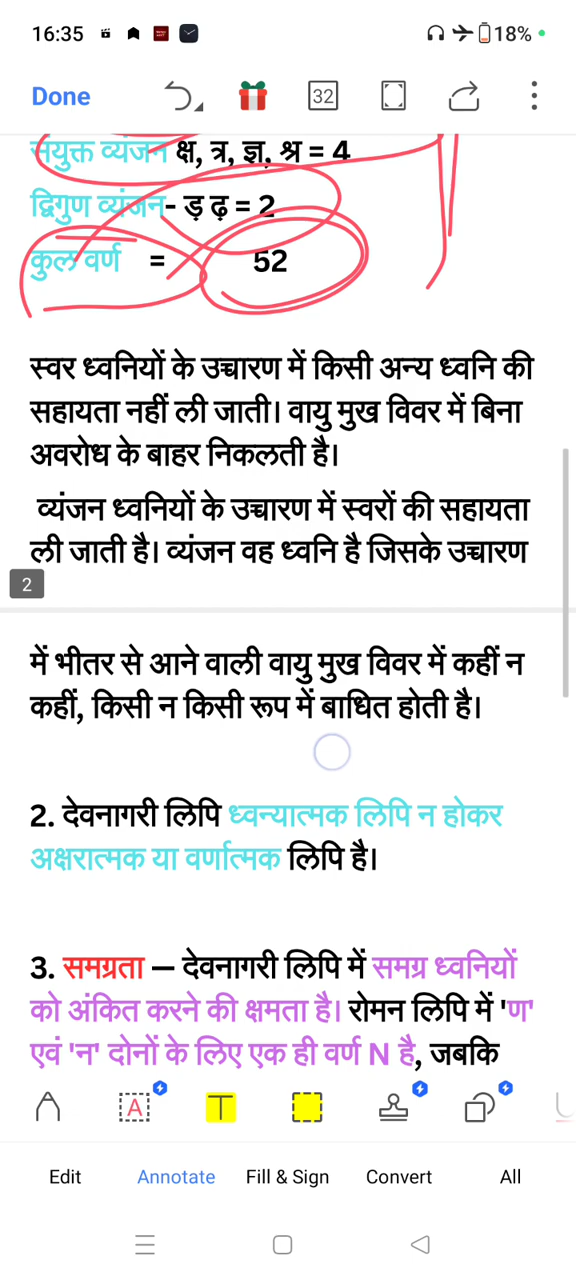 16:35
18%
Done
32
संयुक्त व्यंजन क्ष, त्र, ज्ञ, श्र = 4
द्विगुण व्यंजन- ड़ ढ़ = 2
कुल वर्ण = 52
स्वर ध्वनियों के उच्चारण में किसी अन्य ध्वनि की
सहायता नहीं ली जाती। वायु मुख विवर में बिना
अवरोध के बाहर निकलती है।
व्यंजन ध्वनियों के उच्चारण में स्वरों की सहायता
ली जाती है। व्यंजन वह ध्वनि है जिसके उच्चारण
2
में भीतर से आने वाली वायु मुख विवर में कहीं न
कहीं, किसी न किसी रूप में बाधित होती है।
2. देवनागरी लिपि ध्वन्यात्मक लिपि न होकर
अक्षरात्मक या वर्णात्मक लिपि है।
3. समग्रता — देवनागरी लिपि में समग्र ध्वनियों
को अंकित करने की क्षमता है। रोमन लिपि में 'ण'
एवं 'न' दोनों के लिए एक ही वर्ण N है, जबकि
Edit Annotate Fill & Sign Convert All